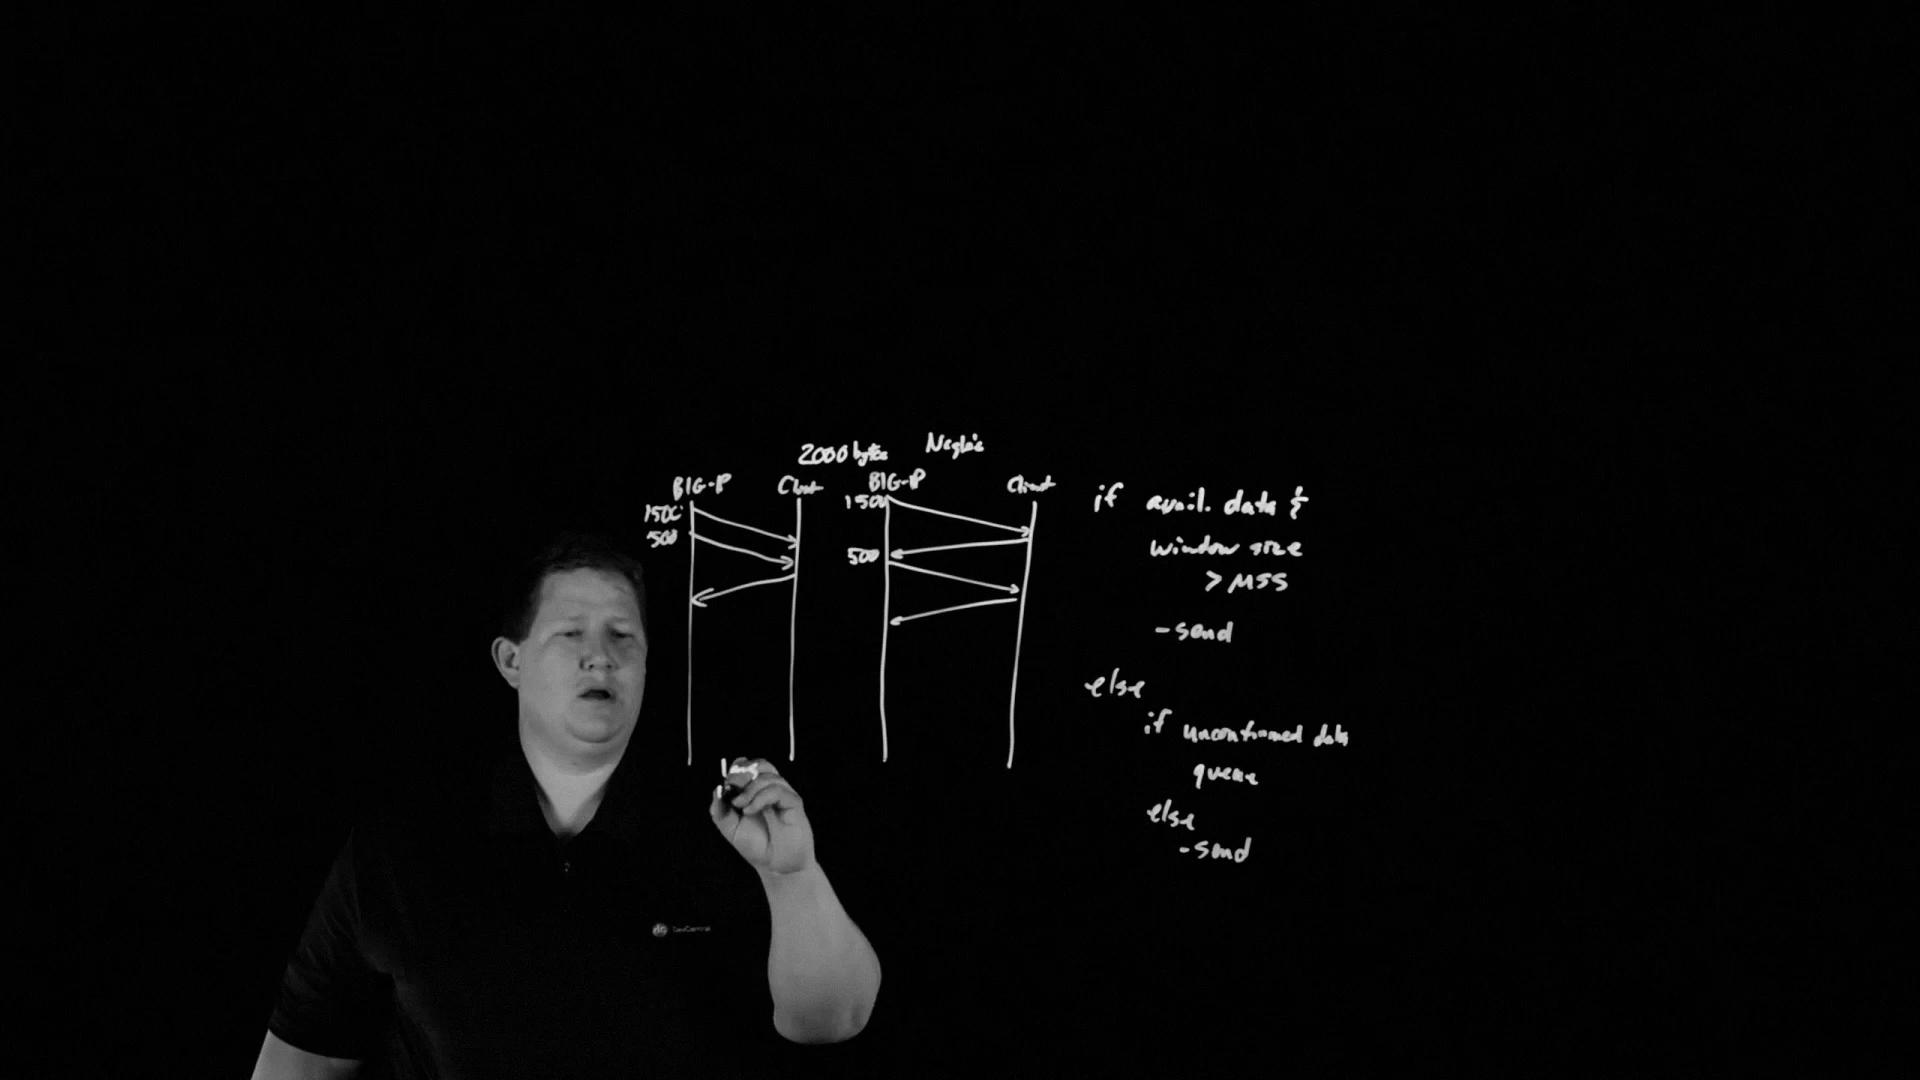 2000 bytes Nagle's
BIG-IP Client BIG-IP Client
1500 1500
500 500
if avail. data &
window size
> MSS
- send
else
if unconfirmed data
queue
else
- send
DevCentral